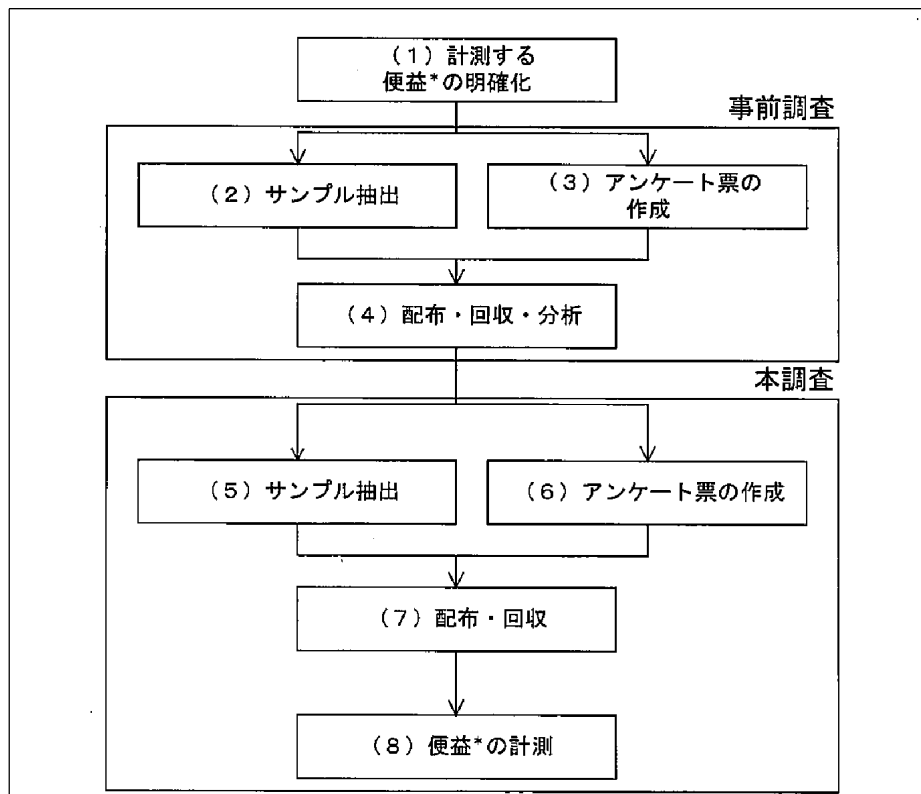 (1)計測する
便益*の明確化
事前調査
(2)サンプル抽出
(3)アンケート票の
作成
(4)配布・回収・分析
本調査
(5)サンプル抽出
(6)アンケート票の作成
(7)配布・回収
(8)便益*の計測